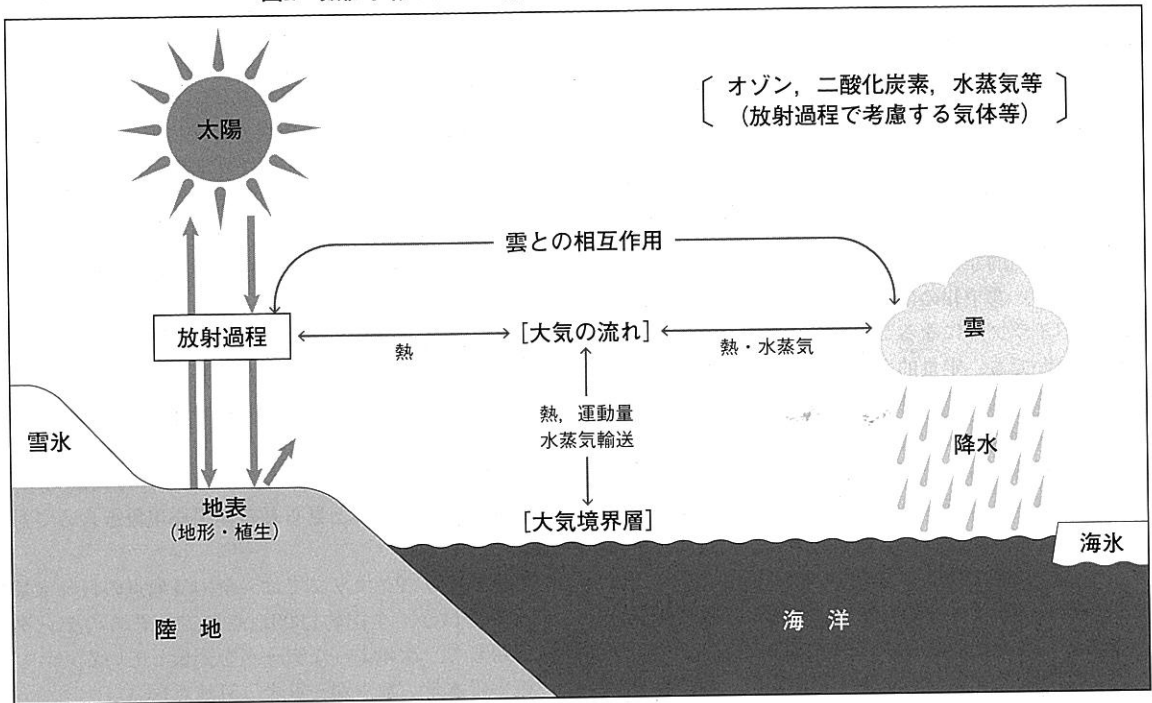 太陽
オゾン，二酸化炭素，水蒸気等
（放射過程で考慮する気体等）
雲との相互作用
放射過程
熱
［大気の流れ］
熱・水蒸気
雲
熱，運動量
水蒸気輸送
雪氷
降水
地表
（地形・植生）
［大気境界層］
海氷
陸　地
海　洋